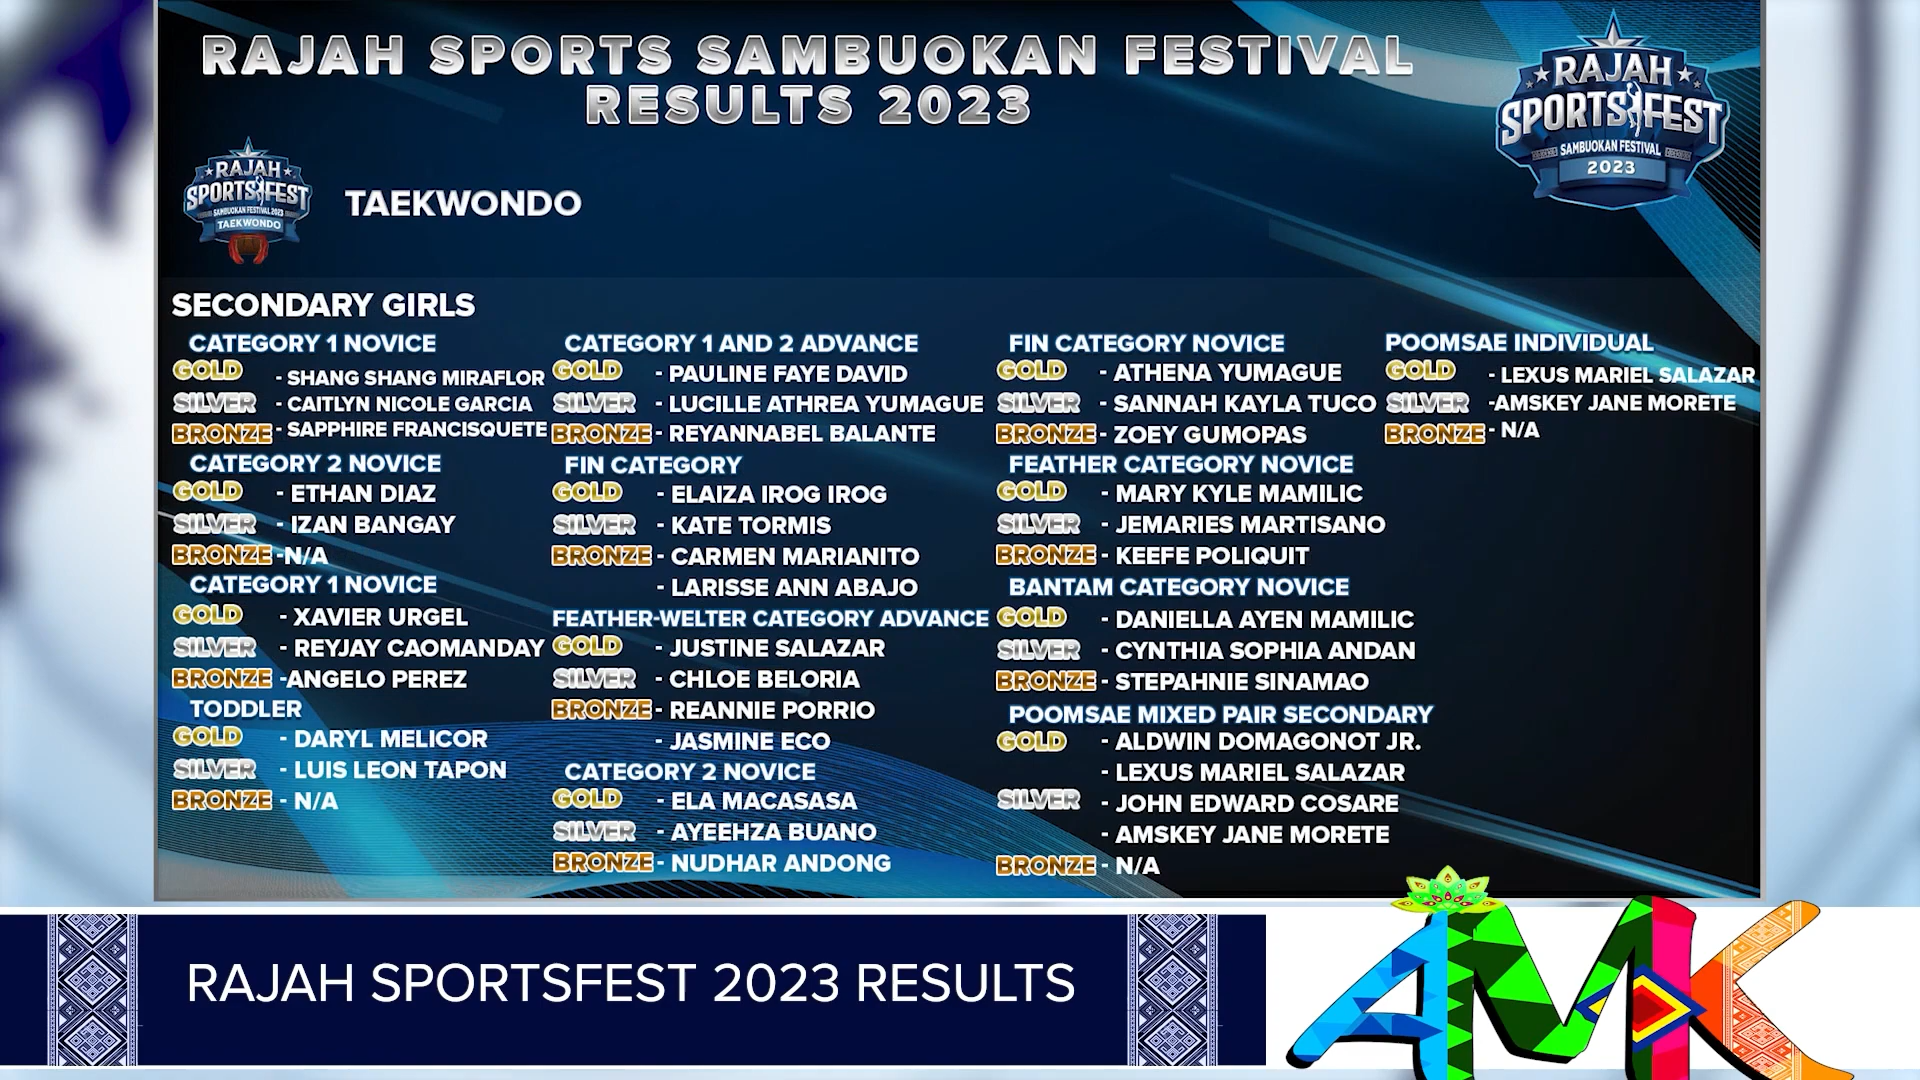 RAJAH SPORTS SAMBUOKAN FESTIVAL
RESULTS 2023
RAJAH
SPORTSFEST
SAMBUOKAN FESTIVAL
2023
RAJAH
SPORTSFEST
SAMBUOKAN FESTIVAL 2023
TAEKWONDO
TAEKWONDO
SECONDARY GIRLS
CATEGORY 1 NOVICE
GOLD - SHANG SHANG MIRAFLOR
SILVER - CAITLYN NICOLE GARCIA
BRONZE - SAPPHIRE FRANCISQUETE
CATEGORY 2 NOVICE
GOLD - ETHAN DIAZ
SILVER - IZAN BANGAY
BRONZE -N/A
CATEGORY 1 NOVICE
GOLD - XAVIER URGEL
SILVER - REYJAY CAOMANDAY
BRONZE -ANGELO PEREZ
TODDLER
GOLD - DARYL MELICOR
SILVER - LUIS LEON TAPON
BRONZE - N/A
CATEGORY 1 AND 2 ADVANCE
GOLD - PAULINE FAYE DAVID
SILVER - LUCILLE ATHREA YUMAGUE
BRONZE - REYANNABEL BALANTE
FIN CATEGORY
GOLD - ELAIZA IROG IROG
SILVER - KATE TORMIS
BRONZE - CARMEN MARIANITO
- LARISSE ANN ABAJO
FEATHER-WELTER CATEGORY ADVANCE
GOLD - JUSTINE SALAZAR
SILVER - CHLOE BELORIA
BRONZE - REANNIE PORRIO
- JASMINE ECO
CATEGORY 2 NOVICE
GOLD - ELA MACASASA
SILVER - AYEEHZA BUANO
BRONZE - NUDHAR ANDONG
FIN CATEGORY NOVICE
GOLD - ATHENA YUMAGUE
SILVER - SANNAH KAYLA TUCO
BRONZE - ZOEY GUMOPAS
FEATHER CATEGORY NOVICE
GOLD - MARY KYLE MAMILIC
SILVER - JEMARIES MARTISANO
BRONZE - KEEFE POLIQUIT
BANTAM CATEGORY NOVICE
GOLD - DANIELLA AYEN MAMILIC
SILVER - CYNTHIA SOPHIA ANDAN
BRONZE - STEPAHNIE SINAMAO
POOMSAE MIXED PAIR SECONDARY
GOLD - ALDWIN DOMAGONOT JR.
- LEXUS MARIEL SALAZAR
SILVER - JOHN EDWARD COSARE
- AMSKEY JANE MORETE
BRONZE - N/A
POOMSAE INDIVIDUAL
GOLD - LEXUS MARIEL SALAZAR
SILVER -AMSKEY JANE MORETE
BRONZE - N/A
RAJAH SPORTSFEST 2023 RESULTS
AMK